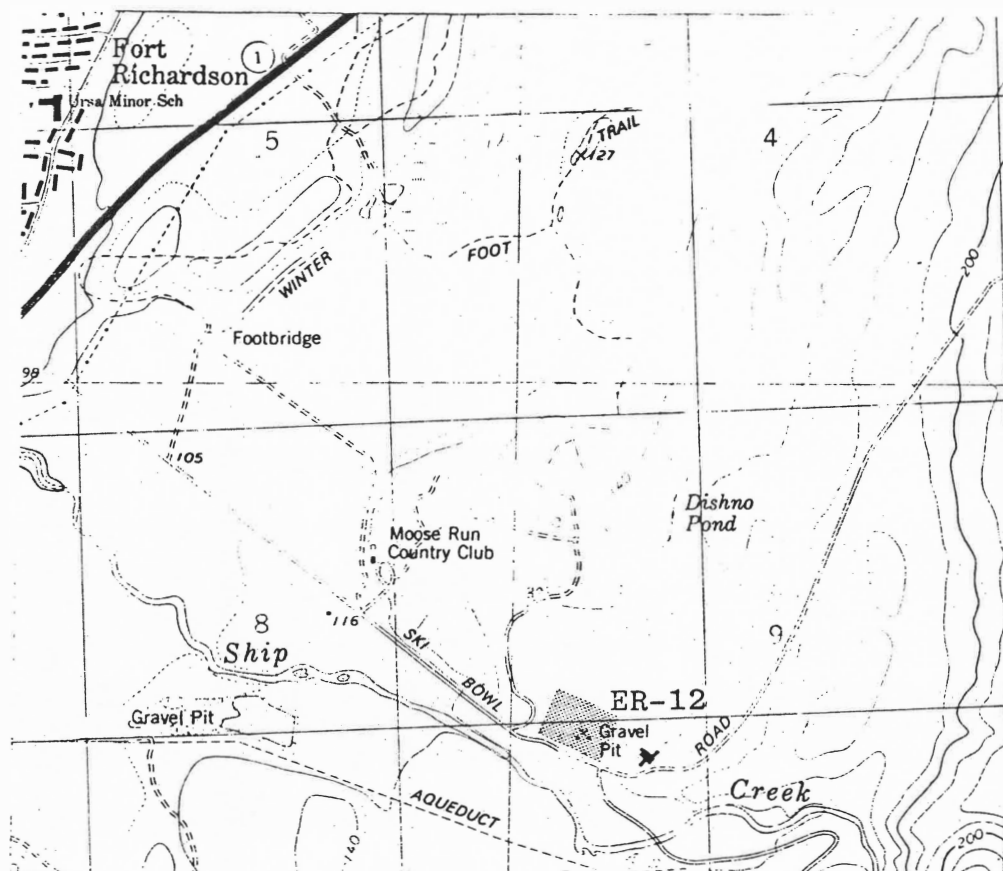 Fort
Richardson
1
Ursa Minor Sch
5
TRAIL
127
4
FOOT
WINTER
200
Footbridge
98
105
Dishno
Pond
Moose Run
Country Club
116
8
Ship
SKI
BOWL
9
ER-12
Gravel Pit
Gravel
Pit
ROAD
Creek
AQUEDUCT
140
200